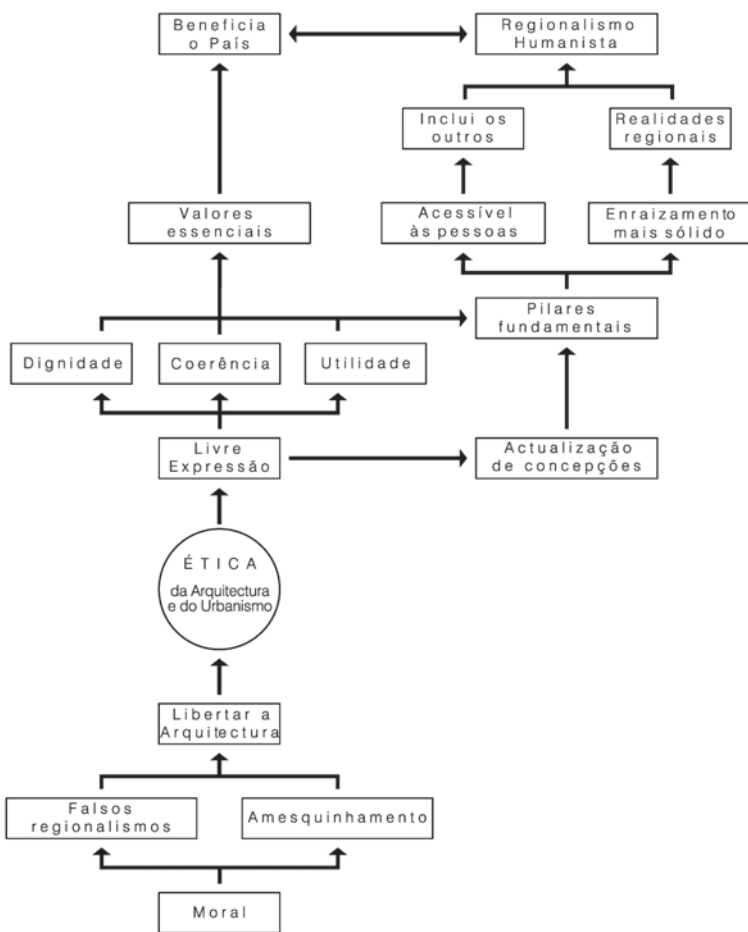 Beneficia
o País
Regionalismo
Humanista
Inclui os
outros
Realidades
regionais
Valores
essenciais
Acessível
às pessoas
Enraizamento
mais sólido
Pilares
fundamentais
Dignidade
Coerência
Utilidade
Livre
Expressão
Actualização
de concepções
ÉTICA
da Arquitectura
e do Urbanismo
Libertar a
Arquitectura
Falsos
regionalismos
Amesquinhamento
Moral